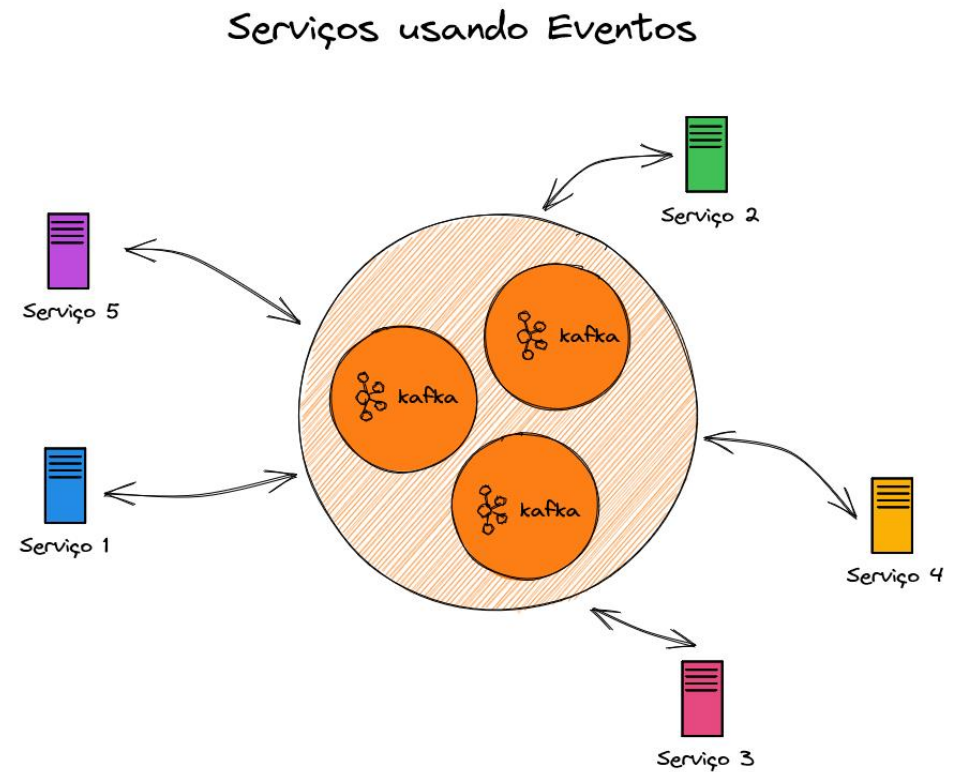 Serviços usando Eventos
Serviço 2
Serviço 5
kafka
kafka
kafka
Serviço 1
Serviço 4
Serviço 3